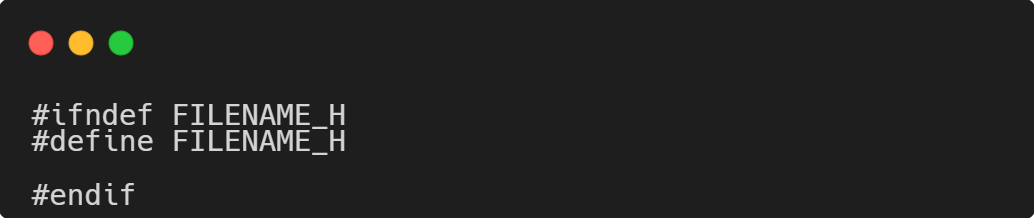 #ifndef FILENAME_H
#define FILENAME_H
#endif